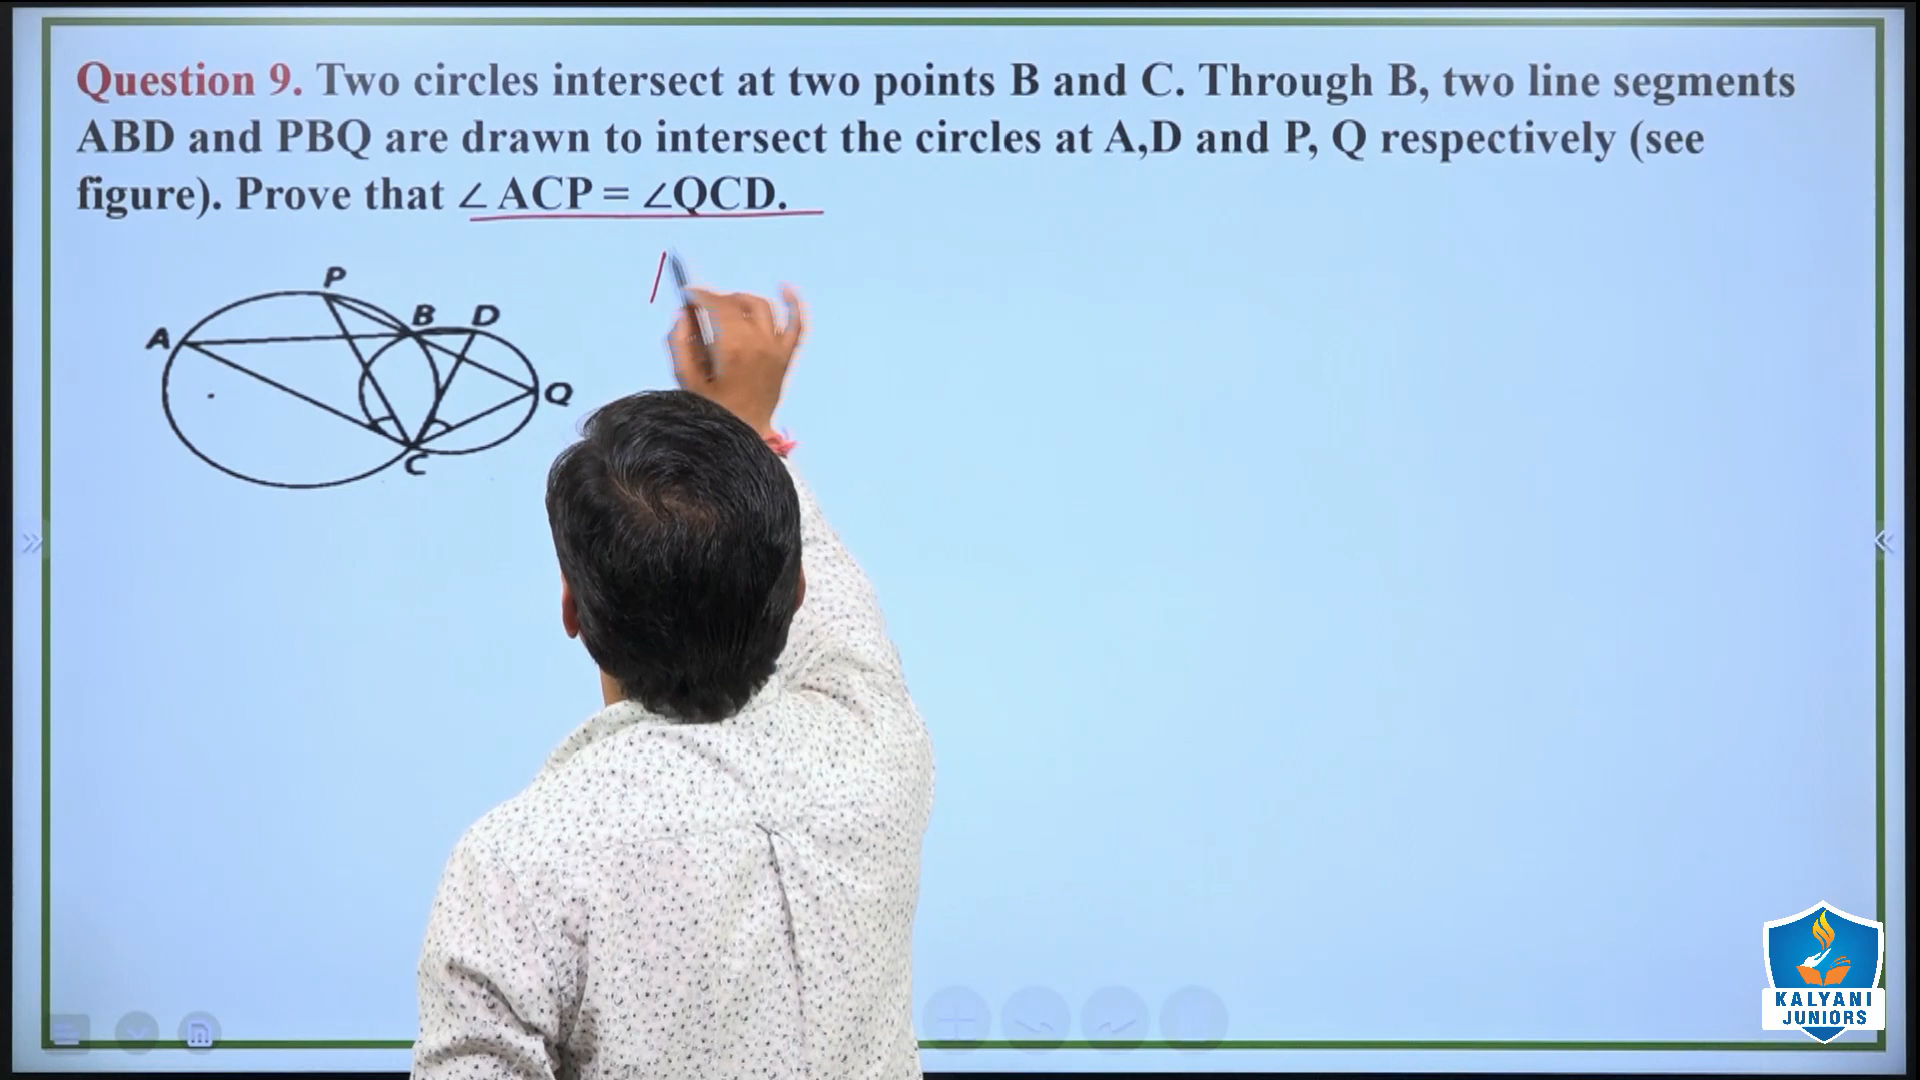 Question 9. Two circles intersect at two points B and C. Through B, two line segments
ABD and PBQ are drawn to intersect the circles at A,D and P, Q respectively (see
figure). Prove that ∠ ACP = ∠QCD.
P
B D
A
Q
C
KALYANI
JUNIORS